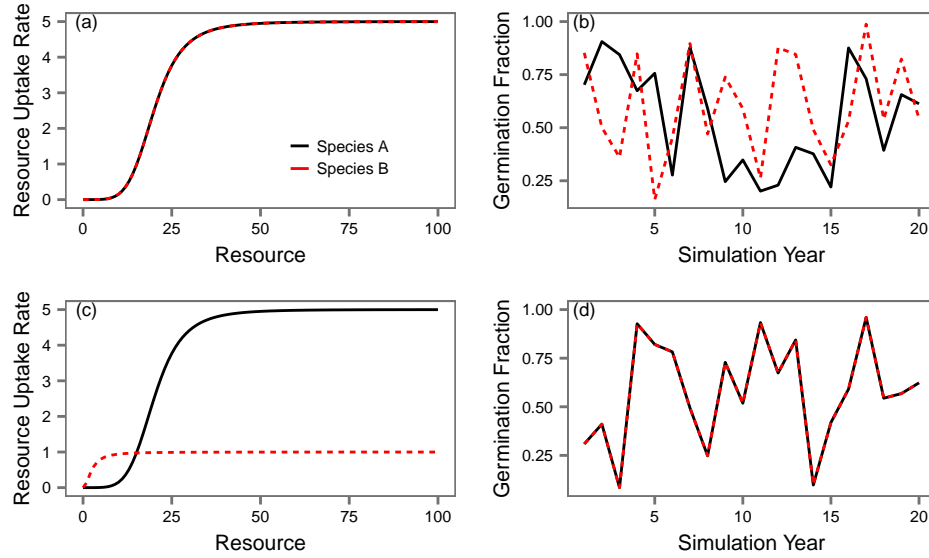 (a)
Resource Uptake Rate
5
4
3
2
1
0
Species A
Species B
0 25 50 75 100
Resource
(b)
Germination Fraction
1.00
0.75
0.50
0.25
5 10 15 20
Simulation Year
(c)
Resource Uptake Rate
5
4
3
2
1
0
0 25 50 75 100
Resource
(d)
Germination Fraction
1.00
0.75
0.50
0.25
5 10 15 20
Simulation Year